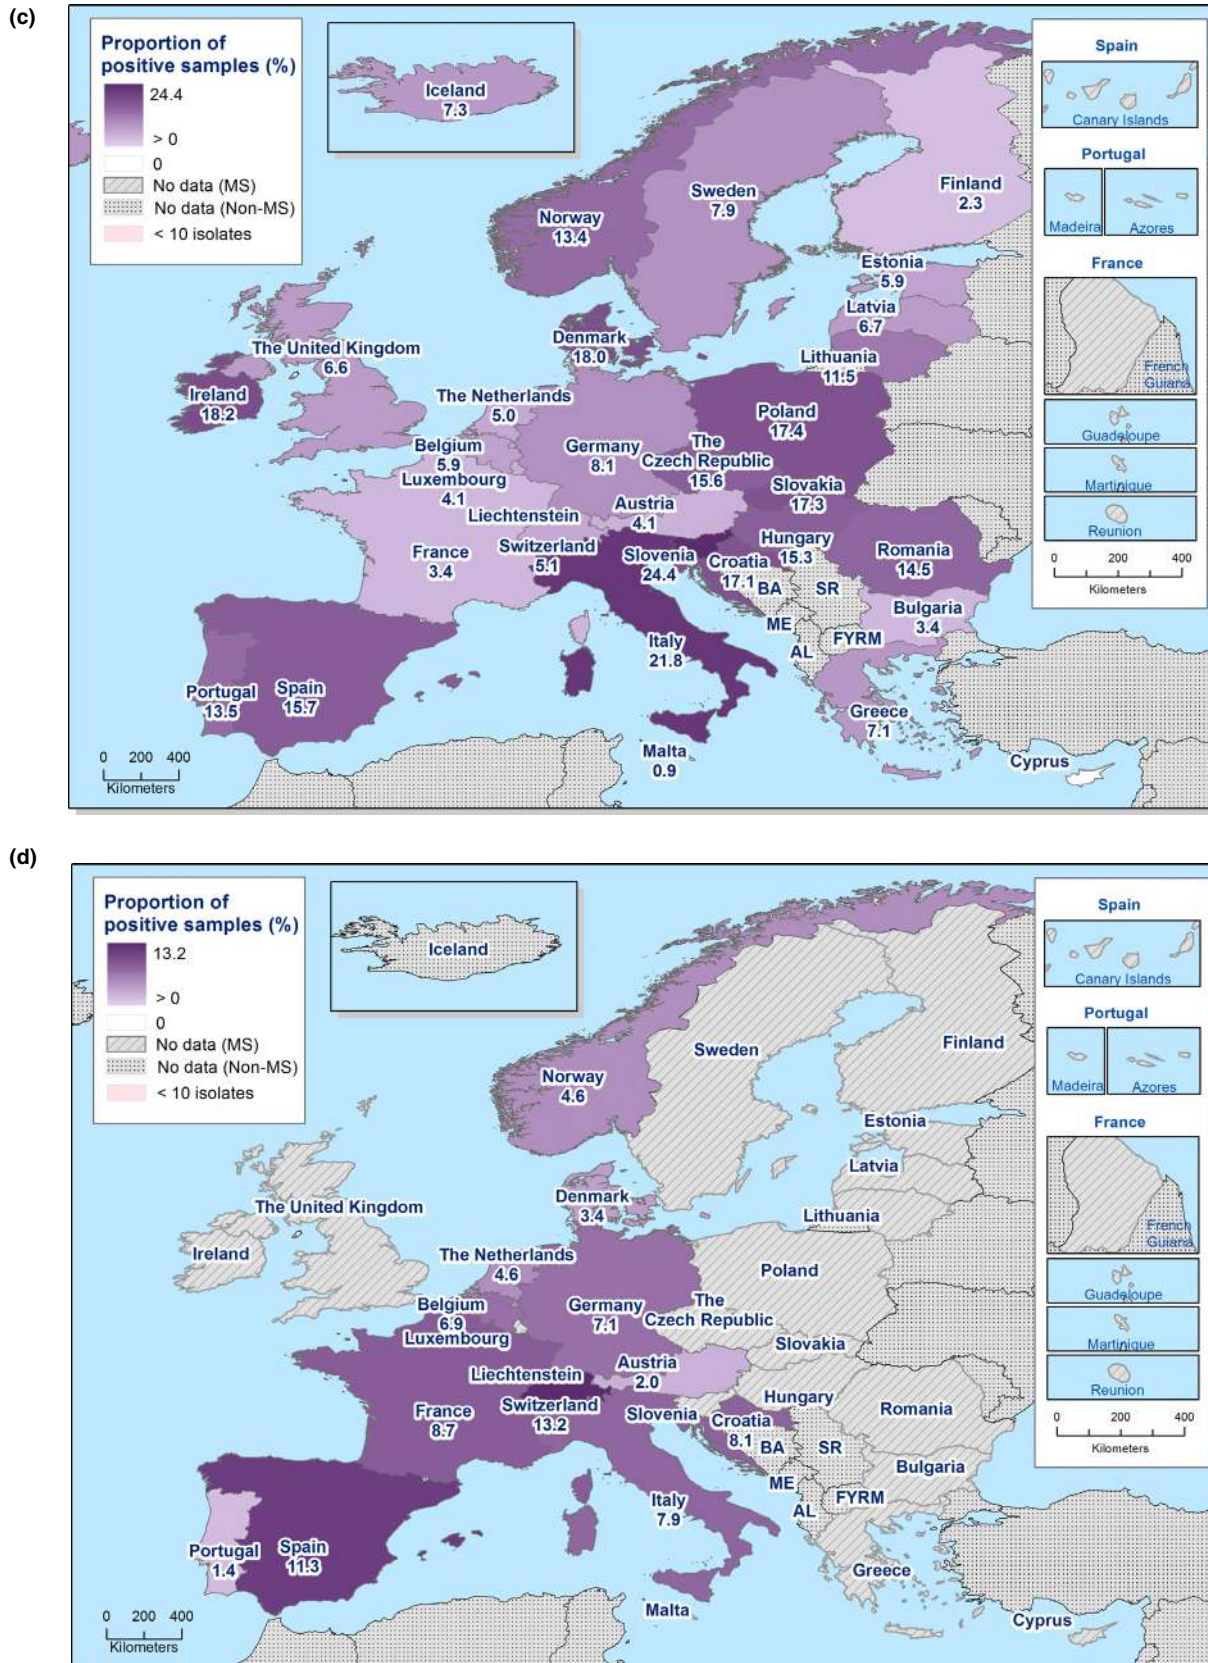 (c)
Proportion of
positive samples (%)
24.4
> 0
0
No data (MS)
No data (Non-MS)
< 10 isolates
Iceland
7.3
Spain
Canary Islands
Portugal
Madeira
Azores
France
French
Guiana
Guadeloupe
Martinique
Reunion
0 200 400
Kilometers
Finland
2.3
Sweden
7.9
Norway
13.4
Estonia
5.9
Latvia
6.7
Lithuania
11.5
Denmark
18.0
The United Kingdom
6.6
Ireland
18.2
The Netherlands
5.0
Poland
17.4
Belgium
5.9
Luxembourg
4.1
Germany
8.1
The
Czech Republic
15.6
Slovakia
17.3
Liechtenstein
Austria
4.1
France
3.4
Switzerland
5.1
Slovenia
24.4
Hungary
15.3
Croatia
17.1
Romania
14.5
BA
SR
Bulgaria
3.4
ME
FYRM
AL
Italy
21.8
Portugal
13.5
Spain
15.7
Greece
7.1
Malta
0.9
Cyprus
0 200 400
Kilometers
(d)
Proportion of
positive samples (%)
13.2
> 0
0
No data (MS)
No data (Non-MS)
< 10 isolates
Iceland
Spain
Canary Islands
Portugal
Madeira
Azores
France
French
Guiana
Guadeloupe
Martinique
Reunion
0 200 400
Kilometers
Finland
Sweden
Norway
4.6
Estonia
Latvia
Lithuania
Denmark
3.4
The United Kingdom
Ireland
The Netherlands
4.6
Poland
Belgium
6.9
Luxembourg
Germany
7.1
The
Czech Republic
Slovakia
Liechtenstein
Austria
2.0
France
8.7
Switzerland
13.2
Slovenia
Hungary
Croatia
8.1
Romania
BA
SR
Bulgaria
ME
FYRM
AL
Italy
7.9
Portugal
1.4
Spain
11.3
Greece
Malta
Cyprus
0 200 400
Kilometers